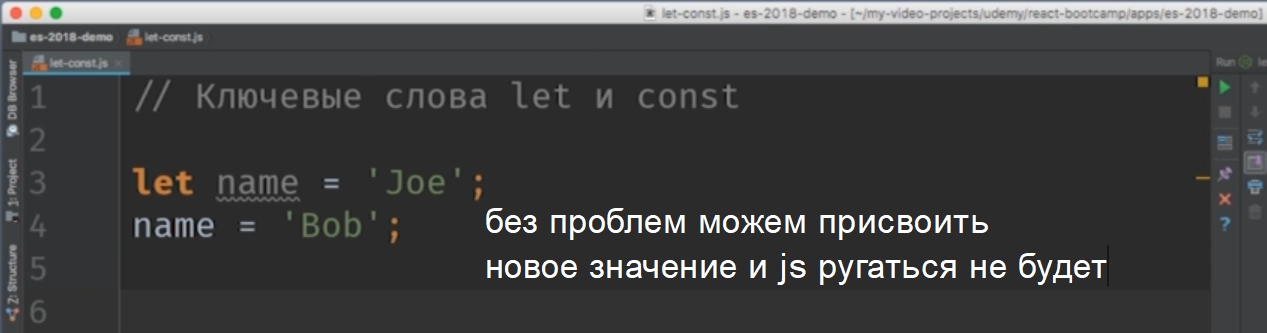 let-const.js - es-2018-demo - [~/my-video-projects/udemy/react-bootcamp/apps/es-2018-demo]
es-2018-demo let-const.js
let-const.js ×
Run le
DB Browser
1: Project
Z: Structure
1 // Ключевые слова let и const
2
3 let name = 'Joe';
4 name = 'Bob'; без проблем можем присвоить
5 новое значение и js ругаться не будет
6